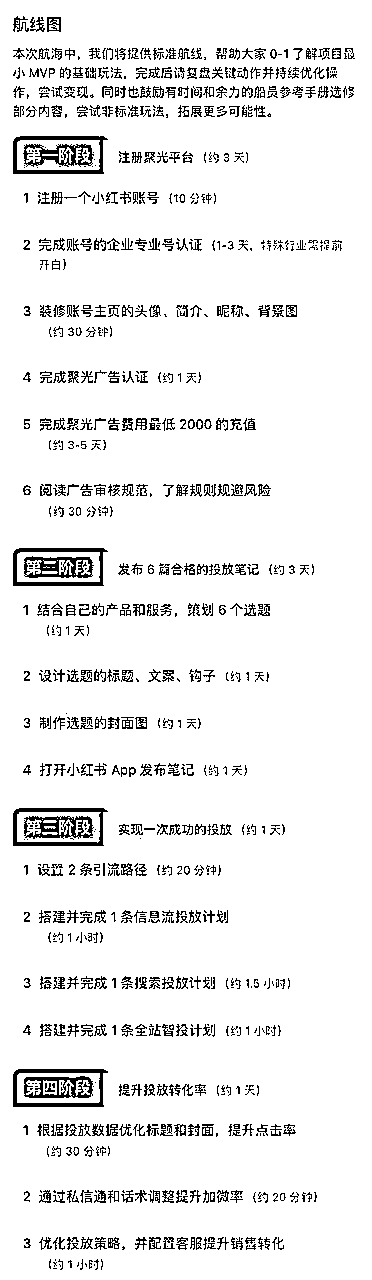 航线图
本次航海中，我们将提供标准航线，帮助大家 0-1 了解项目最
小 MVP 的基础玩法，完成后请复盘关键动作并持续优化操
作，尝试变现。同时也鼓励有时间和余力的船员参考手册选修
部分内容，尝试非标准玩法，拓展更多可能性。
第一阶段 注册聚光平台（约 3 天）
1 注册一个小红书账号（10 分钟）
2 完成账号的企业专业号认证（1-3 天，特殊行业需提前
开白）
3 装修账号主页的头像、简介、昵称、背景图
（约 30 分钟）
4 完成聚光广告认证（约 1 天）
5 完成聚光广告费用最低 2000 的充值
（约 3-5 天）
6 阅读广告审核规范，了解规则规避风险
（约 30 分钟）
第二阶段 发布 6 篇合格的投放笔记（约 3 天）
1 结合自己的产品和服务，策划 6 个选题
（约 1 天）
2 设计选题的标题、文案、钩子（约 1 天）
3 制作选题的封面图（约 1 天）
4 打开小红书 App 发布笔记（约 1 天）
第三阶段 实现一次成功的投放（约 1 天）
1 设置 2 条引流路径（约 20 分钟）
2 搭建并完成 1 条信息流投放计划
（约 1 小时）
3 搭建并完成 1 条搜索投放计划（约 1.5 小时）
4 搭建并完成 1 条全站智投计划（约 1 小时）
第四阶段 提升投放转化率（约 1 天）
1 根据投放数据优化标题和封面，提升点击率
（约 30 分钟）
2 通过私信通和话术调整提升加微率（约 20 分钟）
3 优化投放策略，并配置客服提升销售转化
（约 1 小时）